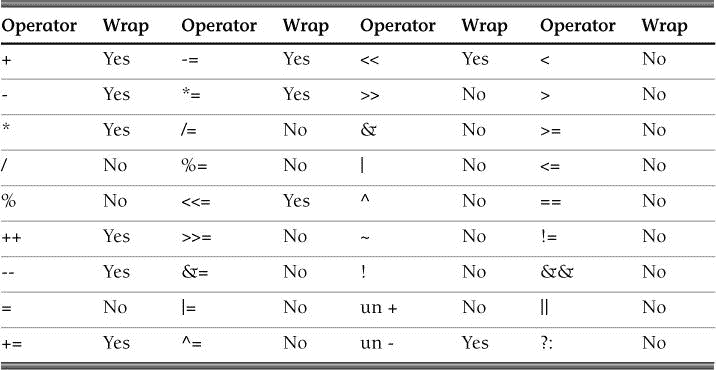 Operator Wrap Operator Wrap Operator Wrap Operator Wrap
+ Yes -= Yes << Yes < No
- Yes *= Yes >> No > No
* Yes /= No & No >= No
/ No %= No | No <= No
% No <<= Yes ^ No == No
++ Yes >>= No ~ No != No
-- Yes &= No ! No && No
= No |= No un + No || No
+= Yes ^= No un - Yes ?: No